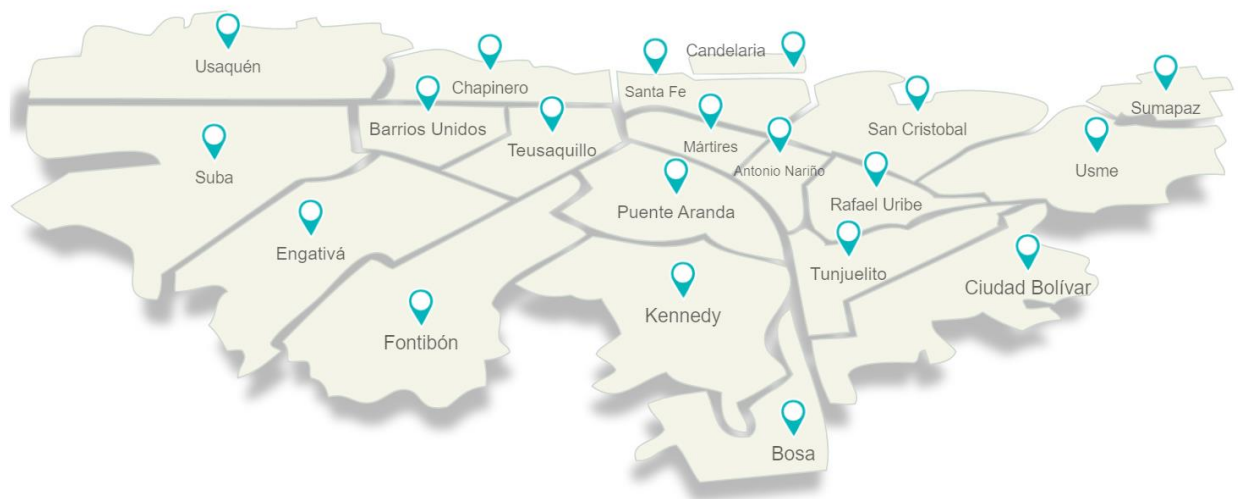 Usaquén
Chapinero
Santa Fe
Candelaria
Sumapaz
Barrios Unidos
Teusaquillo
Mártires
San Cristobal
Suba
Antonio Nariño
Usme
Puente Aranda
Rafael Uribe
Engativá
Tunjuelito
Ciudad Bolívar
Fontibón
Kennedy
Bosa